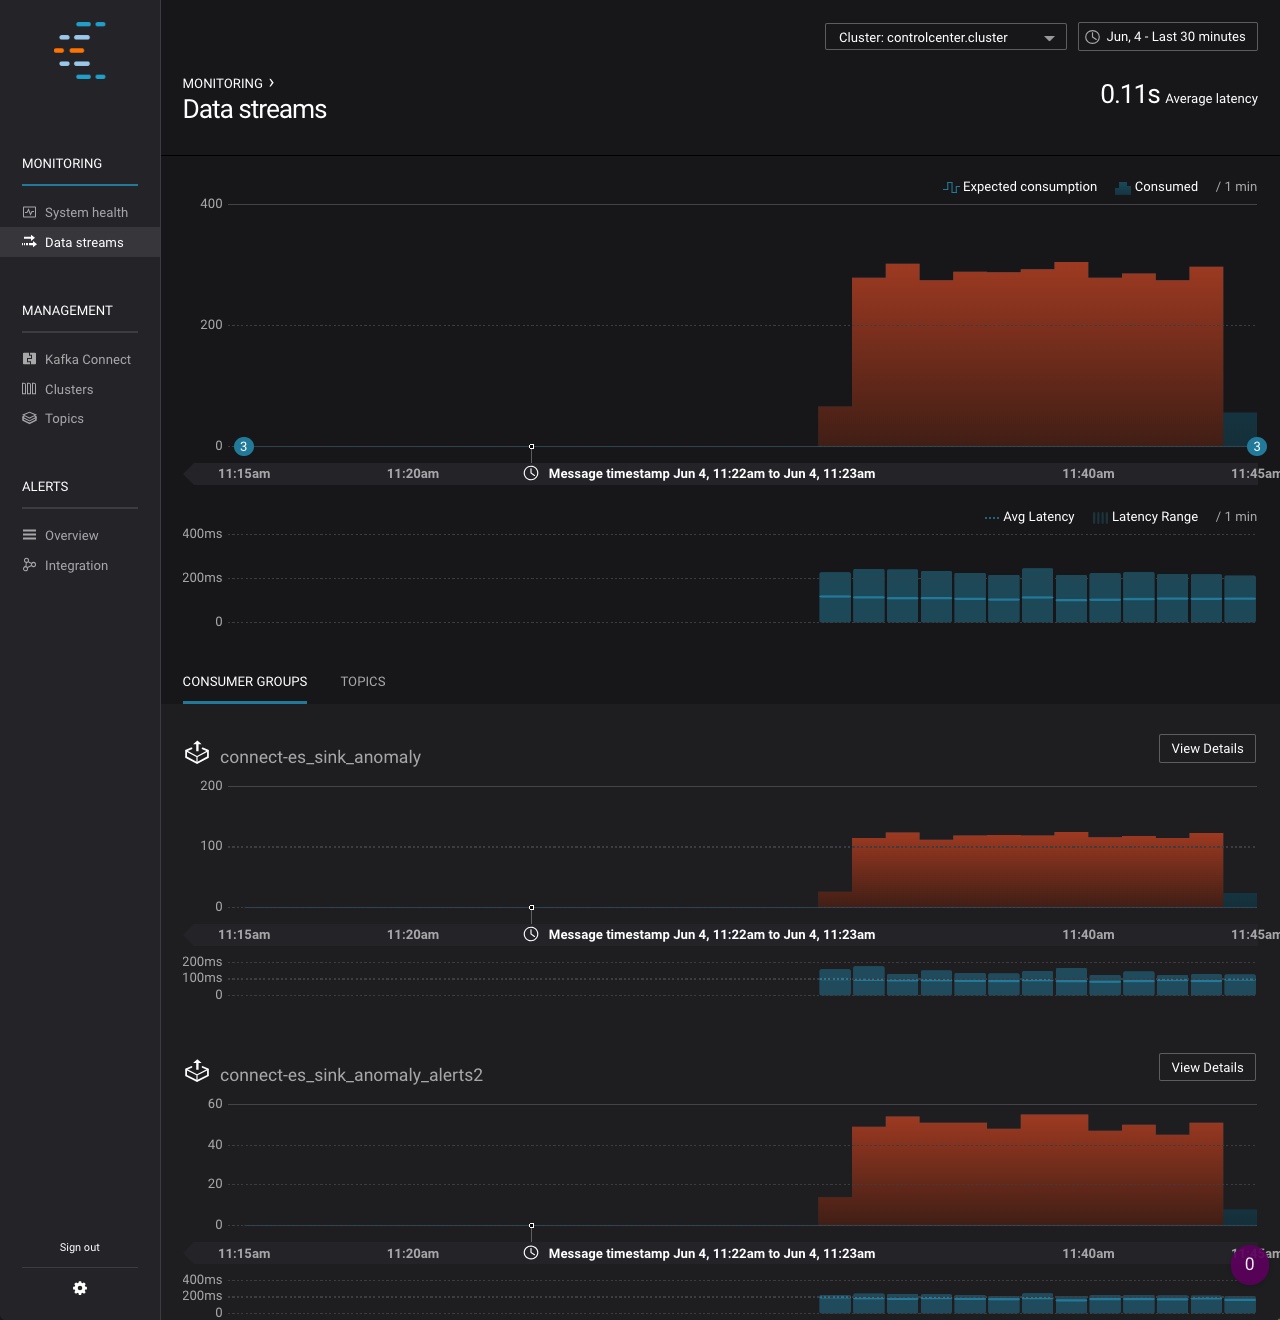 Cluster: controlcenter.cluster
Jun, 4 - Last 30 minutes
MONITORING ›
Data streams
0.11s Average latency
MONITORING
System health
Data streams
MANAGEMENT
Kafka Connect
Clusters
Topics
ALERTS
Overview
Integration
Sign out
Expected consumption Consumed / 1 min
400
200
0
3
3
11:15am 11:20am Message timestamp Jun 4, 11:22am to Jun 4, 11:23am 11:40am 11:45am
Avg Latency Latency Range / 1 min
400ms
200ms
0
CONSUMER GROUPS TOPICS
connect-es_sink_anomaly
View Details
200
100
0
11:15am 11:20am Message timestamp Jun 4, 11:22am to Jun 4, 11:23am 11:40am 11:45am
200ms
100ms
0
connect-es_sink_anomaly_alerts2
View Details
60
40
20
0
11:15am 11:20am Message timestamp Jun 4, 11:22am to Jun 4, 11:23am 11:40am
0
400ms
200ms
0